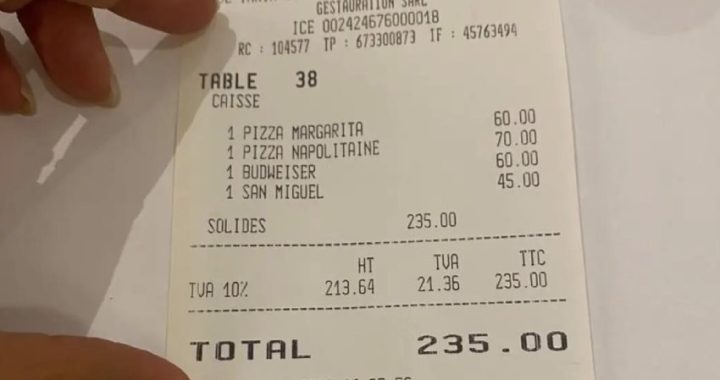 GESTAURATION SARL
ICE 002424676000018
RC : 104577 TP : 673300873 IF : 45763494
TABLE 38
CAISSE
1 PIZZA MARGARITA 60.00
1 PIZZA NAPOLITAINE 70.00
1 BUDWEISER 60.00
1 SAN MIGUEL 45.00
SOLIDES 235.00
HT TVA TTC
TVA 10% 213.64 21.36 235.00
TOTAL 235.00